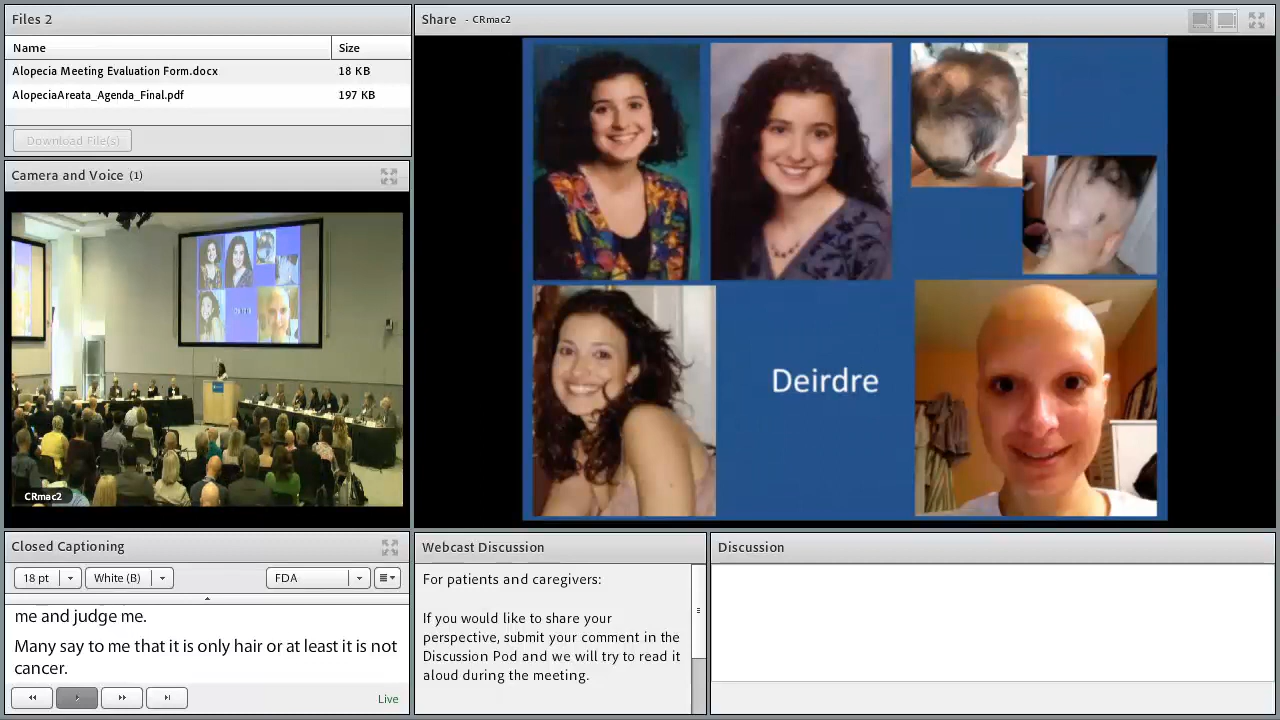 Files 2
Name Size
Alopecia Meeting Evaluation Form.docx 18 KB
AlopeciaAreata_Agenda_Final.pdf 197 KB
Download File(s)
Camera and Voice (1)
CRmac2
Closed Captioning
18 pt White (B) FDA
me and judge me.
Many say to me that it is only hair or at least it is not
cancer.
Live
Share - CRmac2
Deirdre
Webcast Discussion
For patients and caregivers:
If you would like to share your
perspective, submit your comment in the
Discussion Pod and we will try to read it
aloud during the meeting.
Discussion